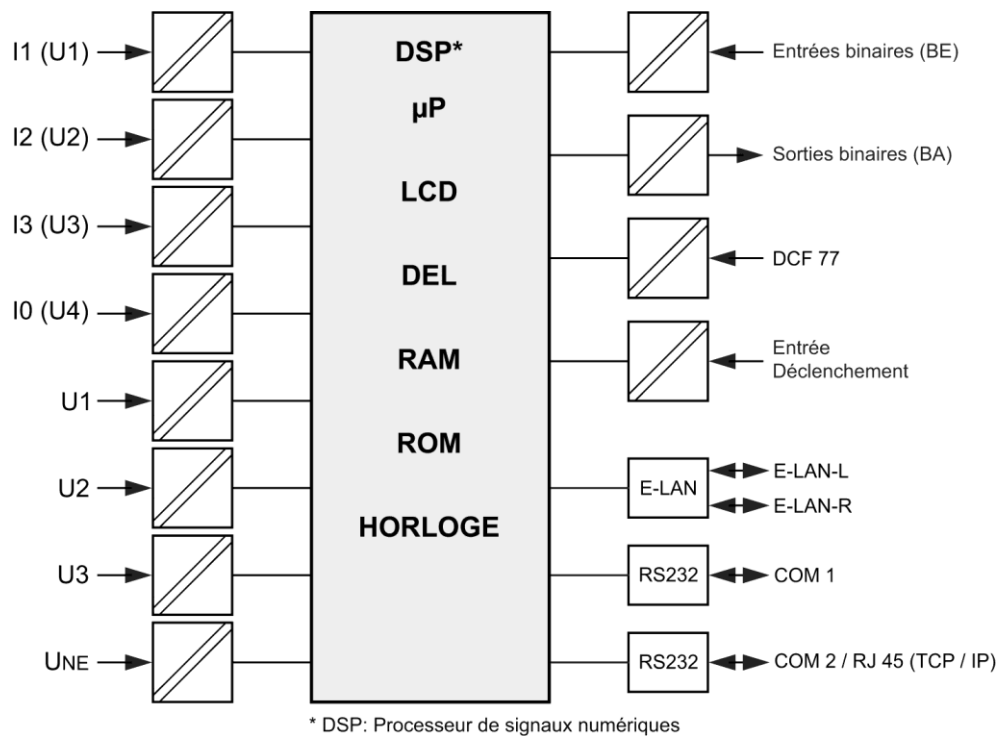 I1 (U1)
I2 (U2)
I3 (U3)
I0 (U4)
U1
U2
U3
UNE
DSP*
µP
LCD
DEL
RAM
ROM
HORLOGE
Entrées binaires (BE)
Sorties binaires (BA)
DCF 77
Entrée
Déclenchement
E-LAN
E-LAN-L
E-LAN-R
RS232
COM 1
RS232
COM 2 / RJ 45 (TCP / IP)
* DSP: Processeur de signaux numériques